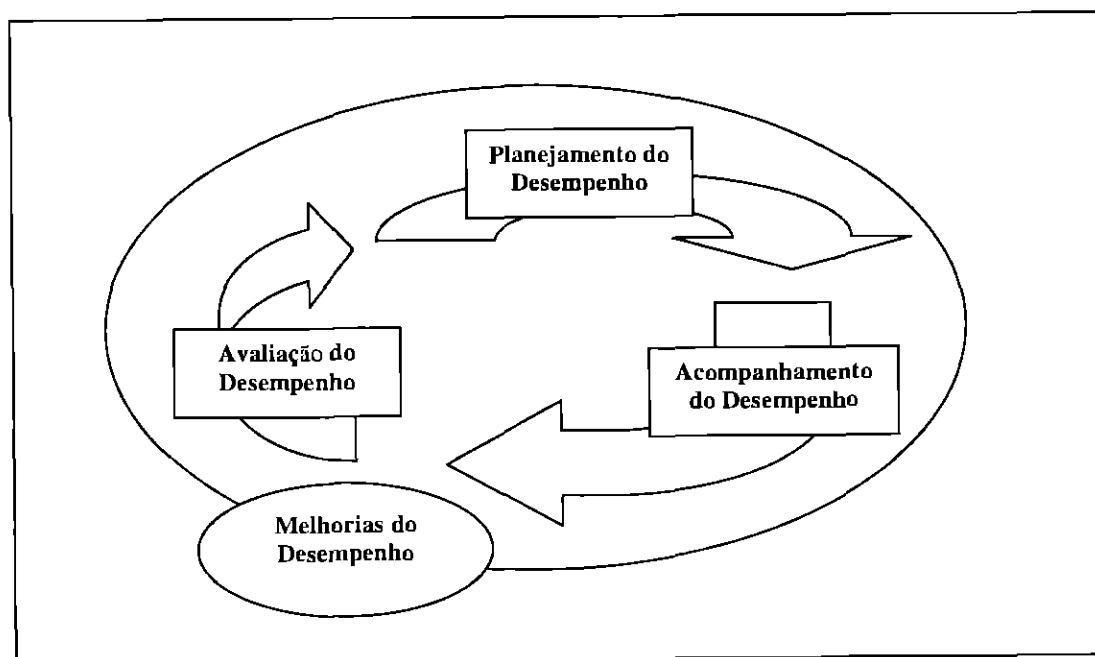 Planejamento do
Desempenho
Avaliação do
Desempenho
Acompanhamento
do Desempenho
Melhorias do
Desempenho